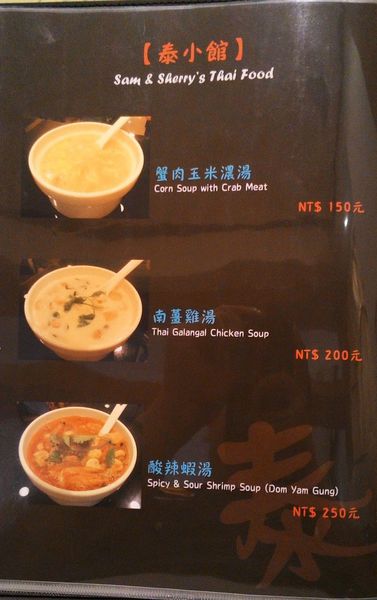 【泰小館】
Sam & Sherry's Thai Food
蟹肉玉米濃湯
Corn Soup with Crab Meat
NT$ 150元
南薑雞湯
Thai Galangal Chicken Soup
NT$ 200元
酸辣蝦湯
Spicy & Sour Shrimp Soup (Dom Yam Gung)
NT$ 250元
泰